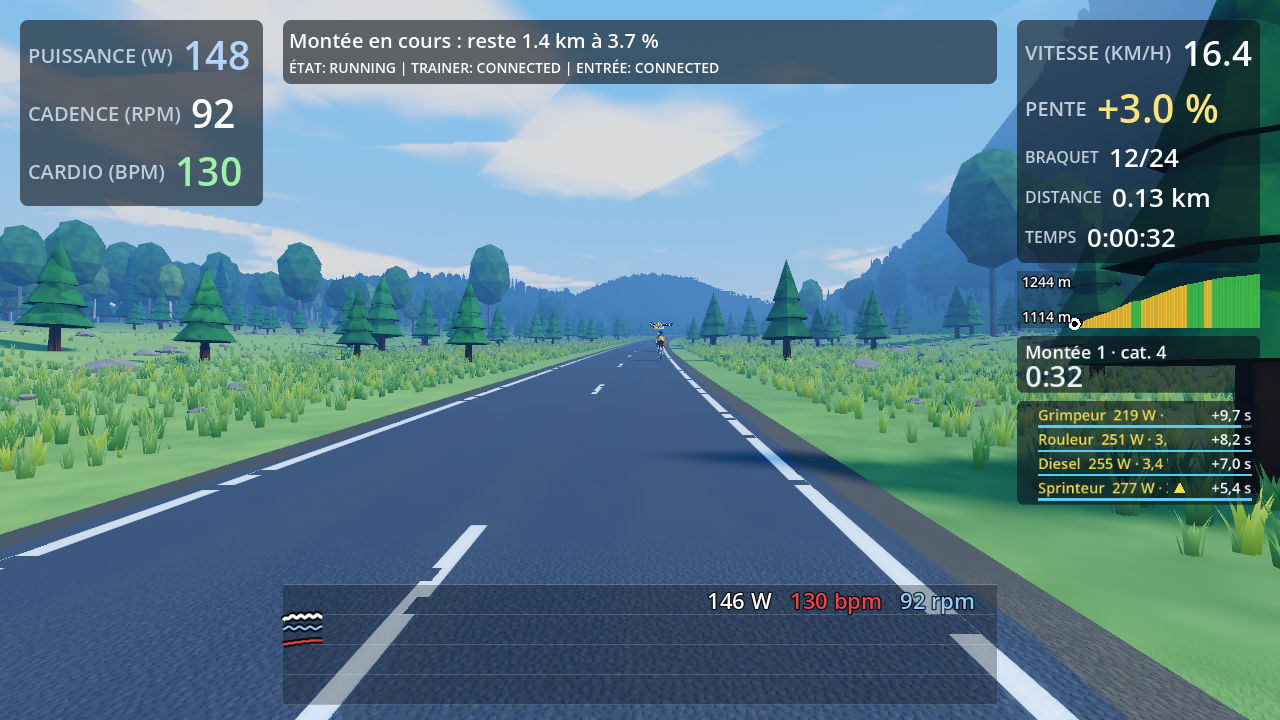 PUISSANCE (W) 148
CADENCE (RPM) 92
CARDIO (BPM) 130
Montée en cours : reste 1.4 km à 3.7 %
ÉTAT: RUNNING | TRAINER: CONNECTED | ENTRÉE: CONNECTED
VITESSE (KM/H) 16.4
PENTE +3.0 %
BRAQUET 12/24
DISTANCE 0.13 km
TEMPS 0:00:32
1244 m
1114 m
Montée 1 · cat. 4
0:32
Grimpeur 219 W · +9,7 s
Rouleur 251 W · 3, +8,2 s
Diesel 255 W · 3,4 +7,0 s
Sprinteur 277 W · +5,4 s
146 W 130 bpm 92 rpm